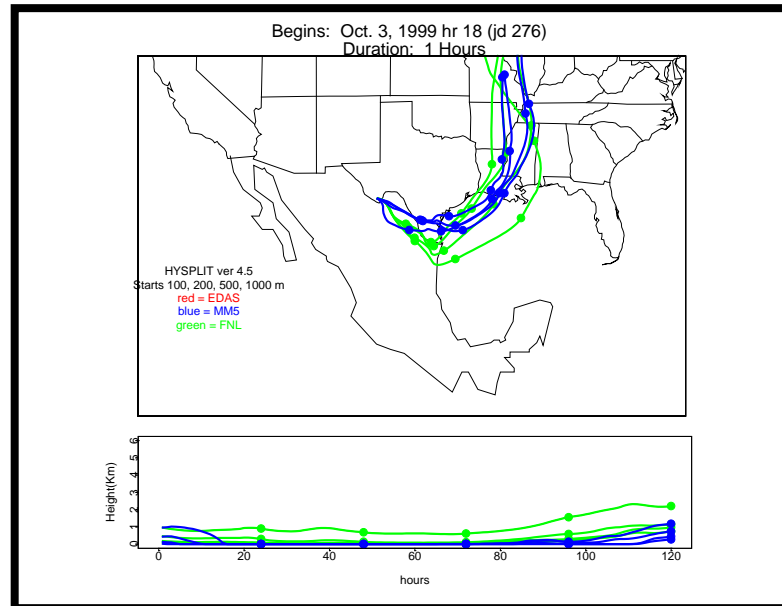 Begins: Oct. 3, 1999 hr 18 (jd 276)
Duration: 1 Hours
HYSPLIT ver 4.5
Starts 100, 200, 500, 1000 m
red = EDAS
blue = MM5
green = FNL
Height(Km)
6
5
4
3
2
1
0
0 20 40 60 80 100 120
hours